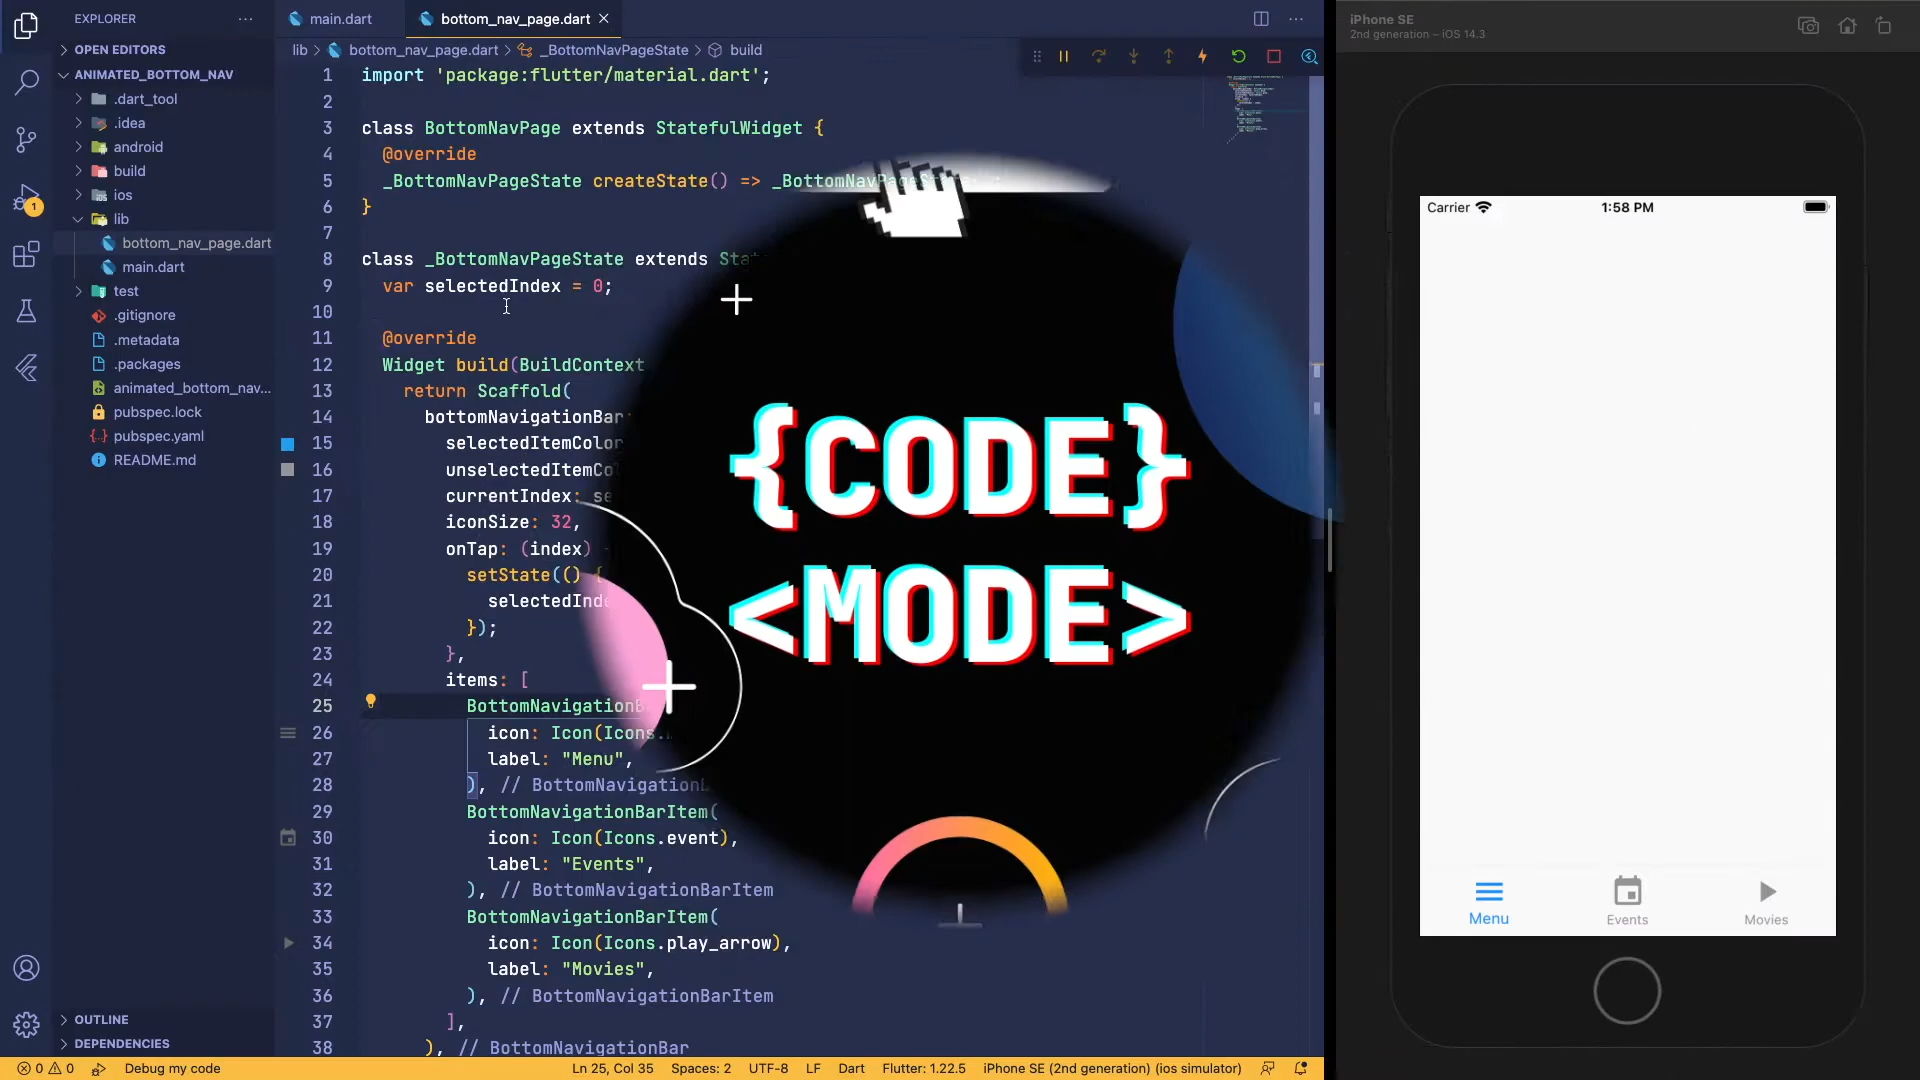 EXPLORER
OPEN EDITORS
ANIMATED_BOTTOM_NAV
.dart_tool
.idea
android
build
ios
lib
bottom_nav_page.dart
main.dart
test
.gitignore
.metadata
.packages
animated_bottom_nav...
pubspec.lock
pubspec.yaml
README.md
OUTLINE
DEPENDENCIES
1
main.dart
bottom_nav_page.dart
lib
bottom_nav_page.dart
_BottomNavPageState
build
1 import 'package:flutter/material.dart';
2
3 class BottomNavPage extends StatefulWidget {
4 @override
5 _BottomNavPageState createState() => _BottomNavPageState
6 }
7
8 class _BottomNavPageState extends
9 var selectedIndex = 0;
10
11 @override
12 Widget build(BuildContext
13 return Scaffold(
14 bottomNavigationBar:
15 selectedItemColor
16
17 currentIndex:
18 iconSize: 32,
19 onTap: (index)
20 setState(() {
21
22 });
23 },
24 items: [
25
26 icon: Icon(Icons.
27 label: "Menu",
28 ), //
29 BottomNavigationBarItem(
30 icon: Icon(Icons.event),
31 label: "Events",
32 ), // BottomNavigationBarItem
33 BottomNavigationBarItem(
34 icon: Icon(Icons.play_arrow),
35 label: "Movies",
36 ), // BottomNavigationBarItem
37 ],
38 ), // BottomNavigationBar
{CODE}
<MODE>
0 0
Debug my code
Ln 25, Col 35
Spaces: 2
UTF-8
LF
Dart
Flutter: 1.22.5
iPhone SE (2nd generation) (ios simulator)
iPhone SE
2nd generation – iOS 14.3
Carrier
1:58 PM
Menu
Events
Movies